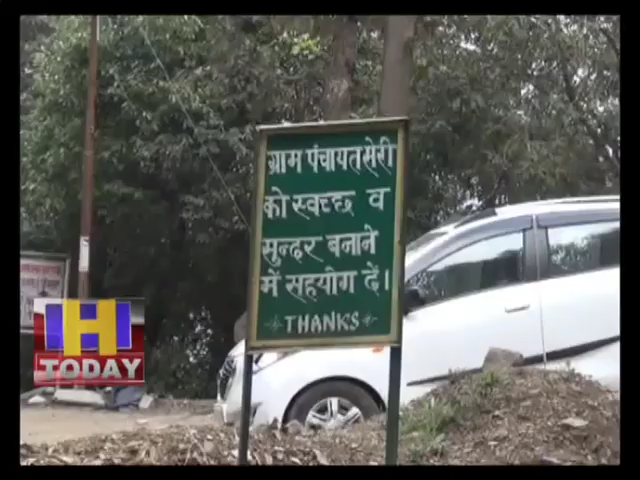 ग्राम पंचायत सेरी
को स्वच्छ व
सुन्दर बनाने
में सहयोग दें।
THANKS
H
TODAY